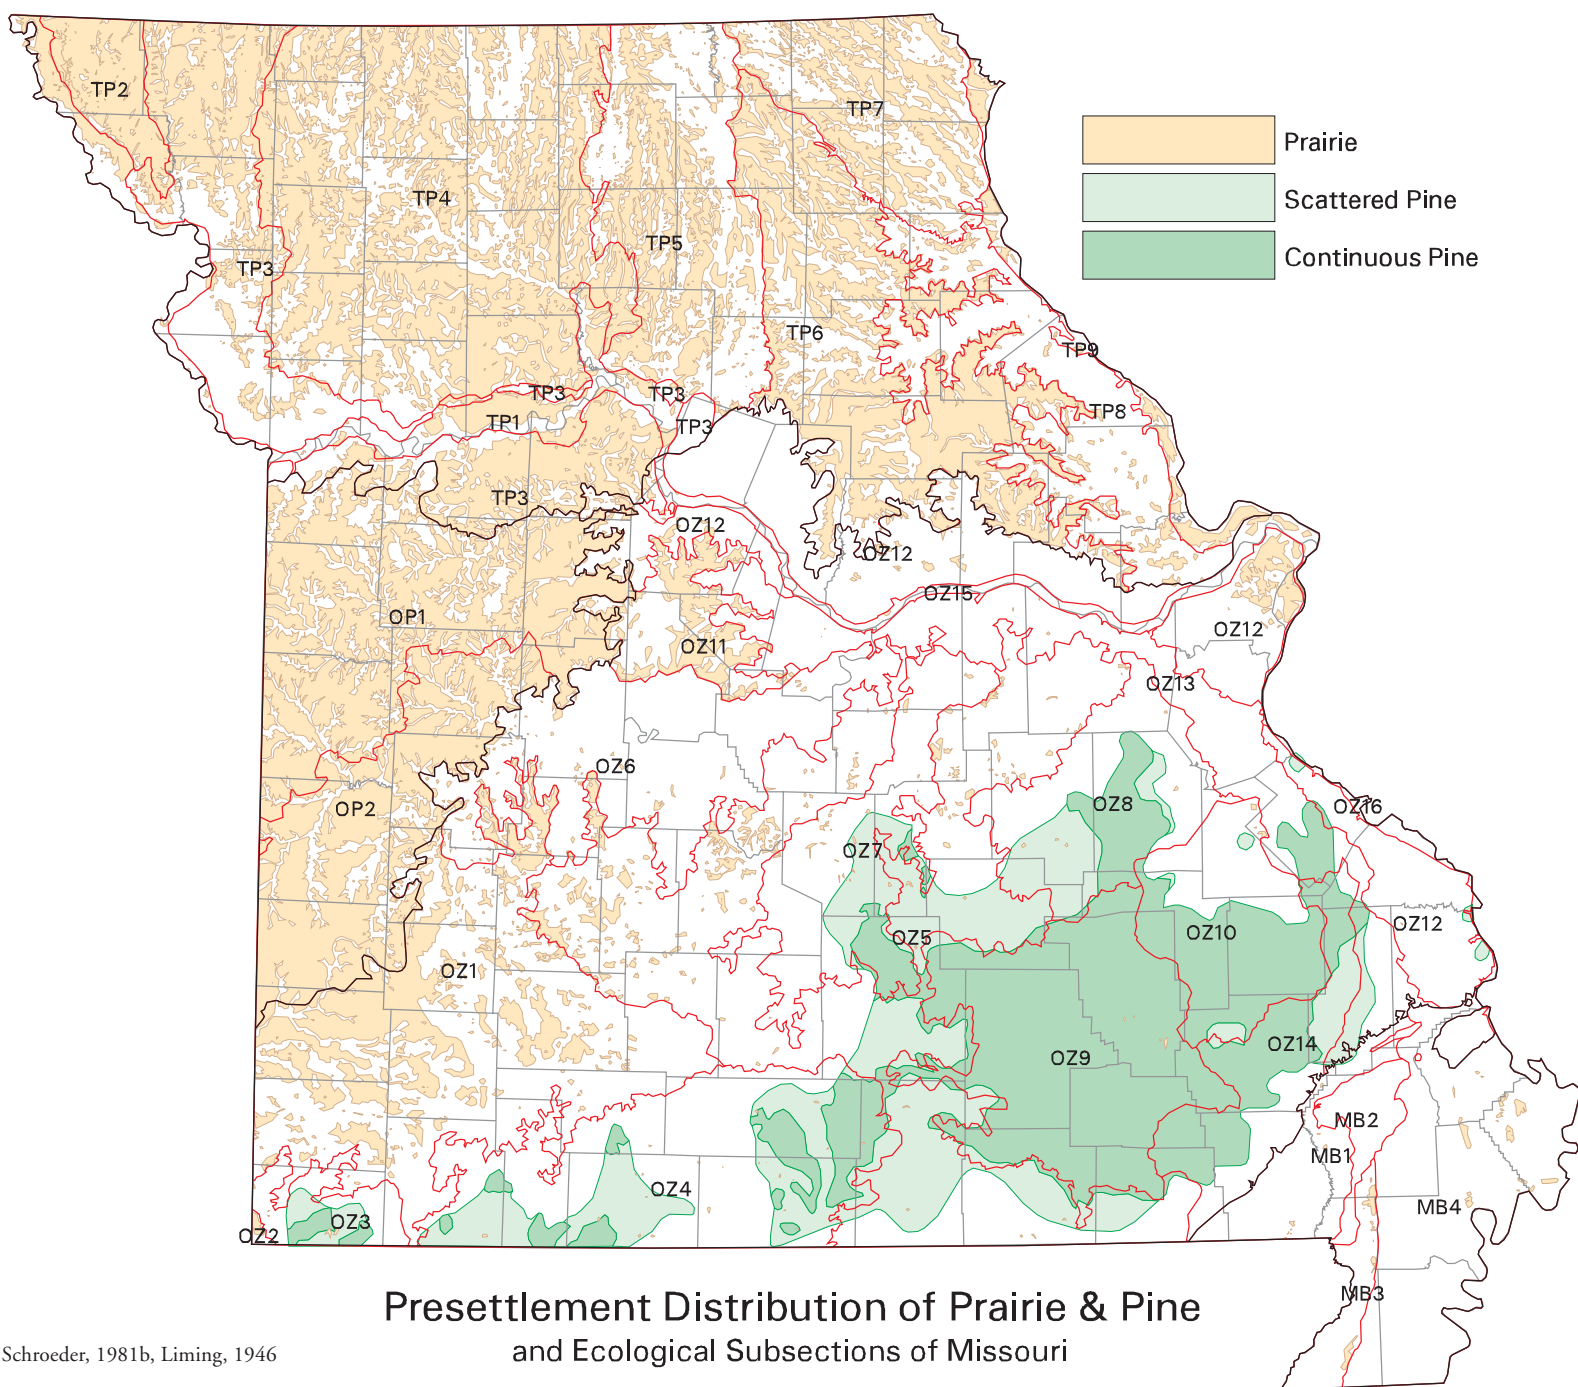 TP2
TP7
Prairie
TP4
Scattered Pine
TP5
Continuous Pine
TP3
TP6
TP9
TP3
TP3
TP8
TP1
TP3
TP3
OZ12
OZ12
OZ15
OP1
OZ12
OZ11
OZ13
OZ6
OP2
OZ8
OZ16
OZ7
OZ12
OZ10
OZ5
OZ1
OZ14
OZ9
MB2
MB1
OZ4
MB4
OZ3
OZ2
MB3
Presettlement Distribution of Prairie & Pine
and Ecological Subsections of Missouri
Schroeder, 1981b, Liming, 1946